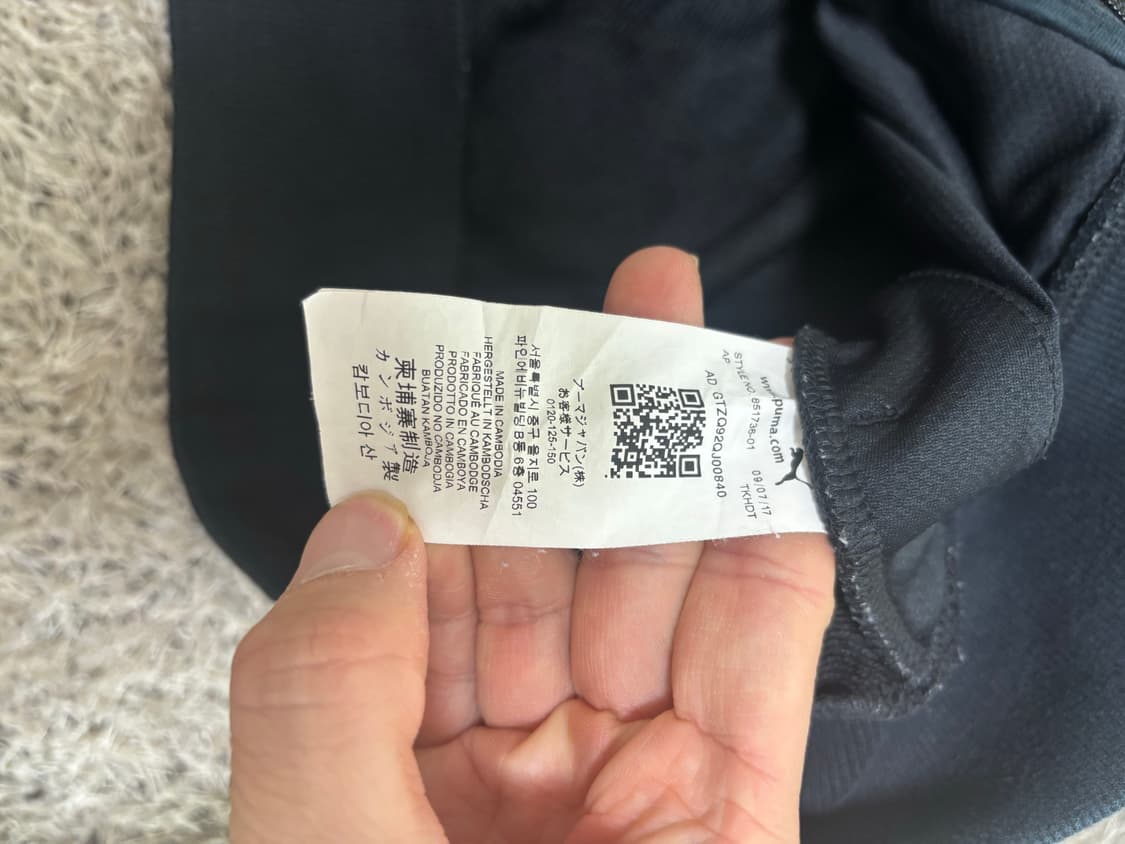 www.puma.com
STYLE NO. 851736-01 09/07/17
AP TKHDT
AD GTZQ92QJ00840
プーマジャパン(株)
お客様サービス
0120-125-150
서울특별시 중구 을지로 100
파인애비뉴빌딩 B동 6층 04551
MADE IN CAMBODIA
HERGESTELLT IN KAMBODSCHA
FABRIQUÉ AU CAMBODGE
FABRICAD EN CAMBOYA
PRODOTTO IN CAMBOGIA
PRODUZIDO NO CAMBODJA
BUATAN KAMBOJA
柬埔寨制造
カンボジア製
캄보디아 산